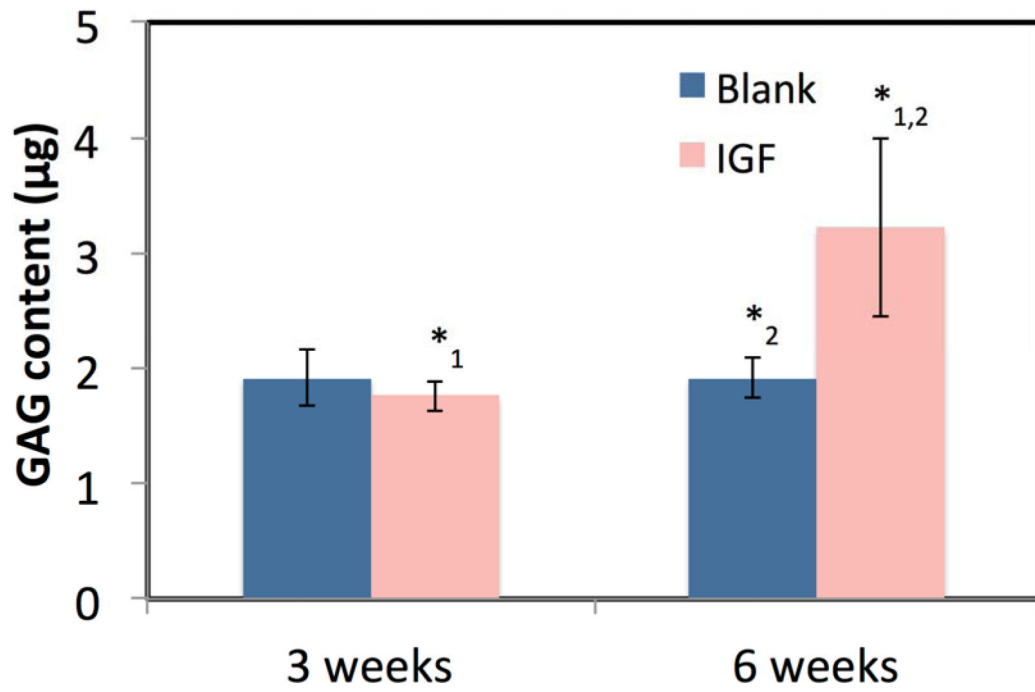 GAG content (µg)
5
4
3
2
1
0
Blank
IGF
*1
*2
*1,2
3 weeks
6 weeks